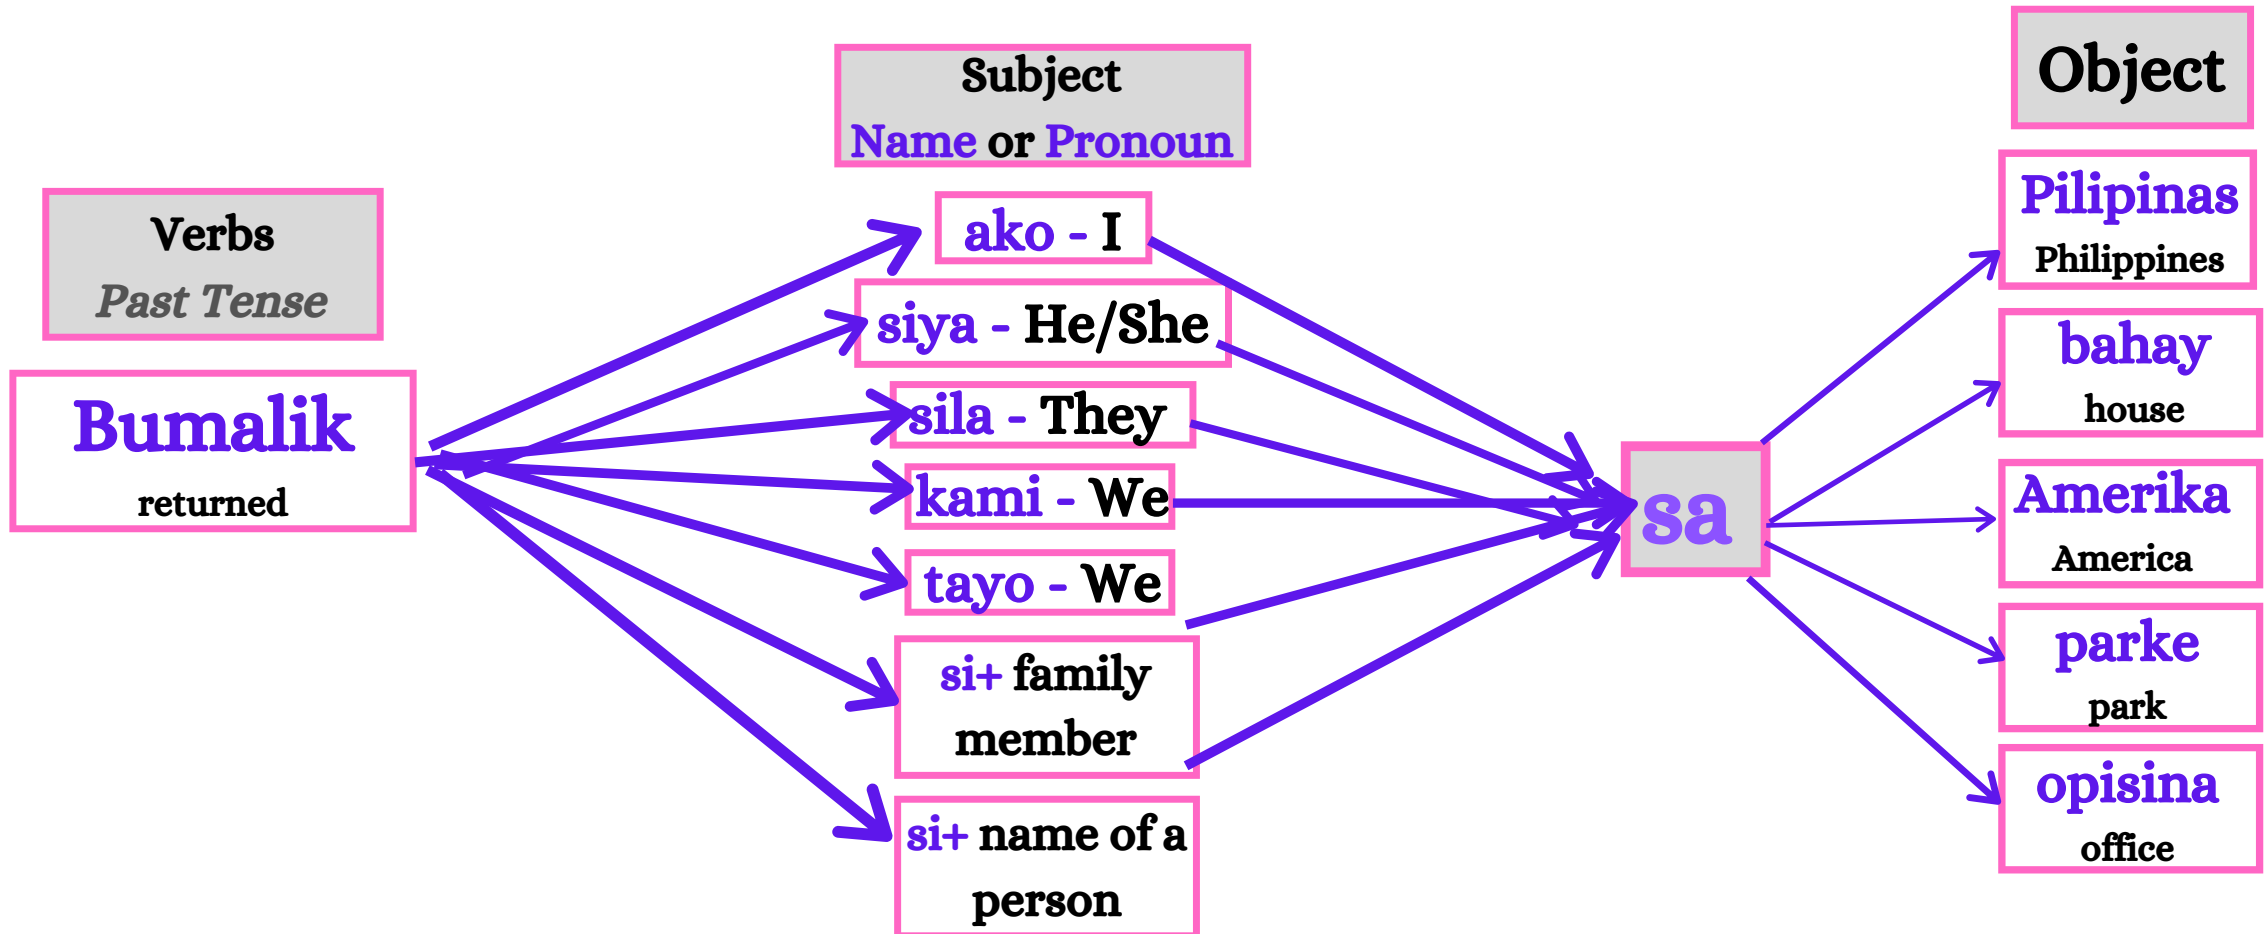 Verbs
Past Tense
Bumalik
returned
Subject
Name or Pronoun
ako - I
siya - He/She
sila - They
kami - We
tayo - We
si+ family
member
si+ name of a
person
sa
Object
Pilipinas
Philippines
bahay
house
Amerika
America
parke
park
opisina
office